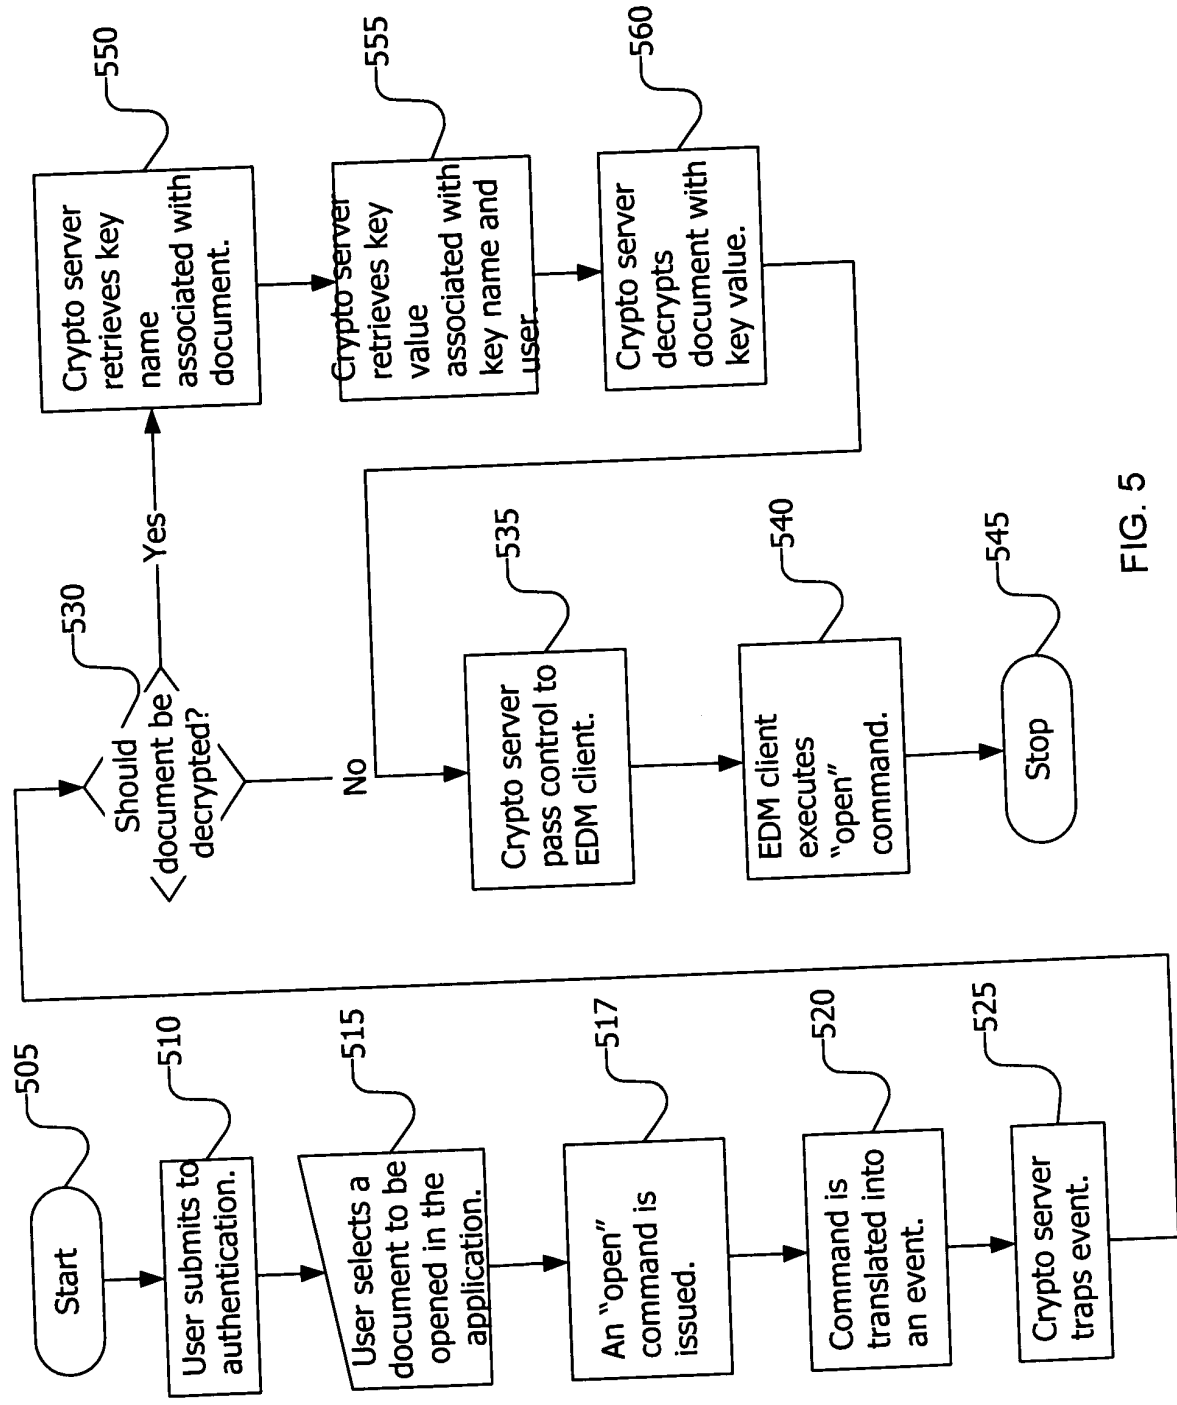 505
Start
510
User submits to
authentication.
515
User selects a
document to be
opened in the
application.
517
An “open”
command is
issued.
520
Command is
translated into
an event.
525
Crypto server
traps event.
530
Should
document be
decrypted?
Yes
No
535
Crypto server
pass control to
EDM client.
540
EDM client
executes
“open”
command.
545
Stop
550
Crypto server
retrieves key
name
associated with
document.
555
Crypto server
retrieves key
value
associated with
key name and
user.
560
Crypto server
decrypts
document with
key value.
FIG. 5